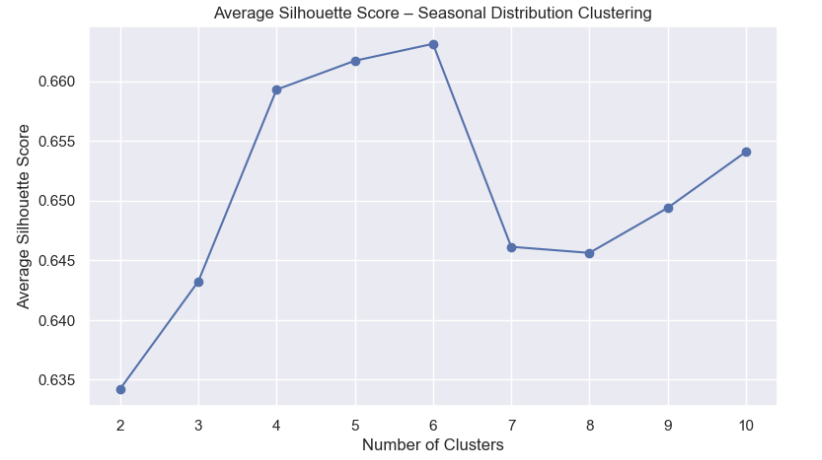 Average Silhouette Score – Seasonal Distribution Clustering
Average Silhouette Score
0.660
0.655
0.650
0.645
0.640
0.635
2 3 4 5 6 7 8 9 10
Number of Clusters